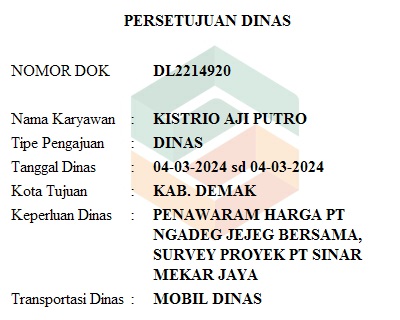 PERSETUJUAN DINAS
NOMOR DOK DL2214920
Nama Karyawan : KISTRIO AJI PUTRO
Tipe Pengajuan : DINAS
Tanggal Dinas : 04-03-2024 sd 04-03-2024
Kota Tujuan : KAB. DEMAK
Keperluan Dinas : PENAWARAM HARGA PT
NGADEG JEJEG BERSAMA,
SURVEY PROYEK PT SINAR
MEKAR JAYA
Transportasi Dinas : MOBIL DINAS